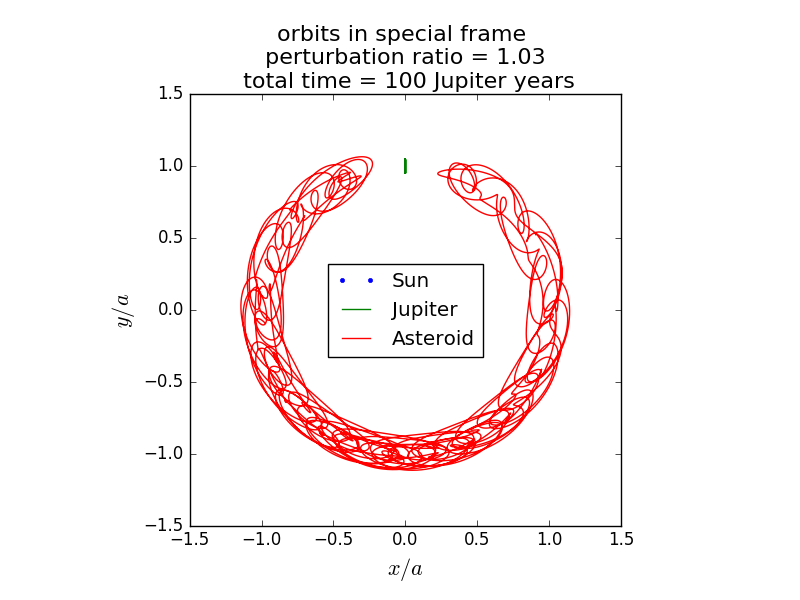 orbits in special frame
perturbation ratio = 1.03
total time = 100 Jupiter years
1.5
1.0
0.5
0.0
−0.5
−1.0
−1.5
y/a
Sun
Jupiter
Asteroid
−1.5 −1.0 −0.5 0.0 0.5 1.0 1.5
x/a